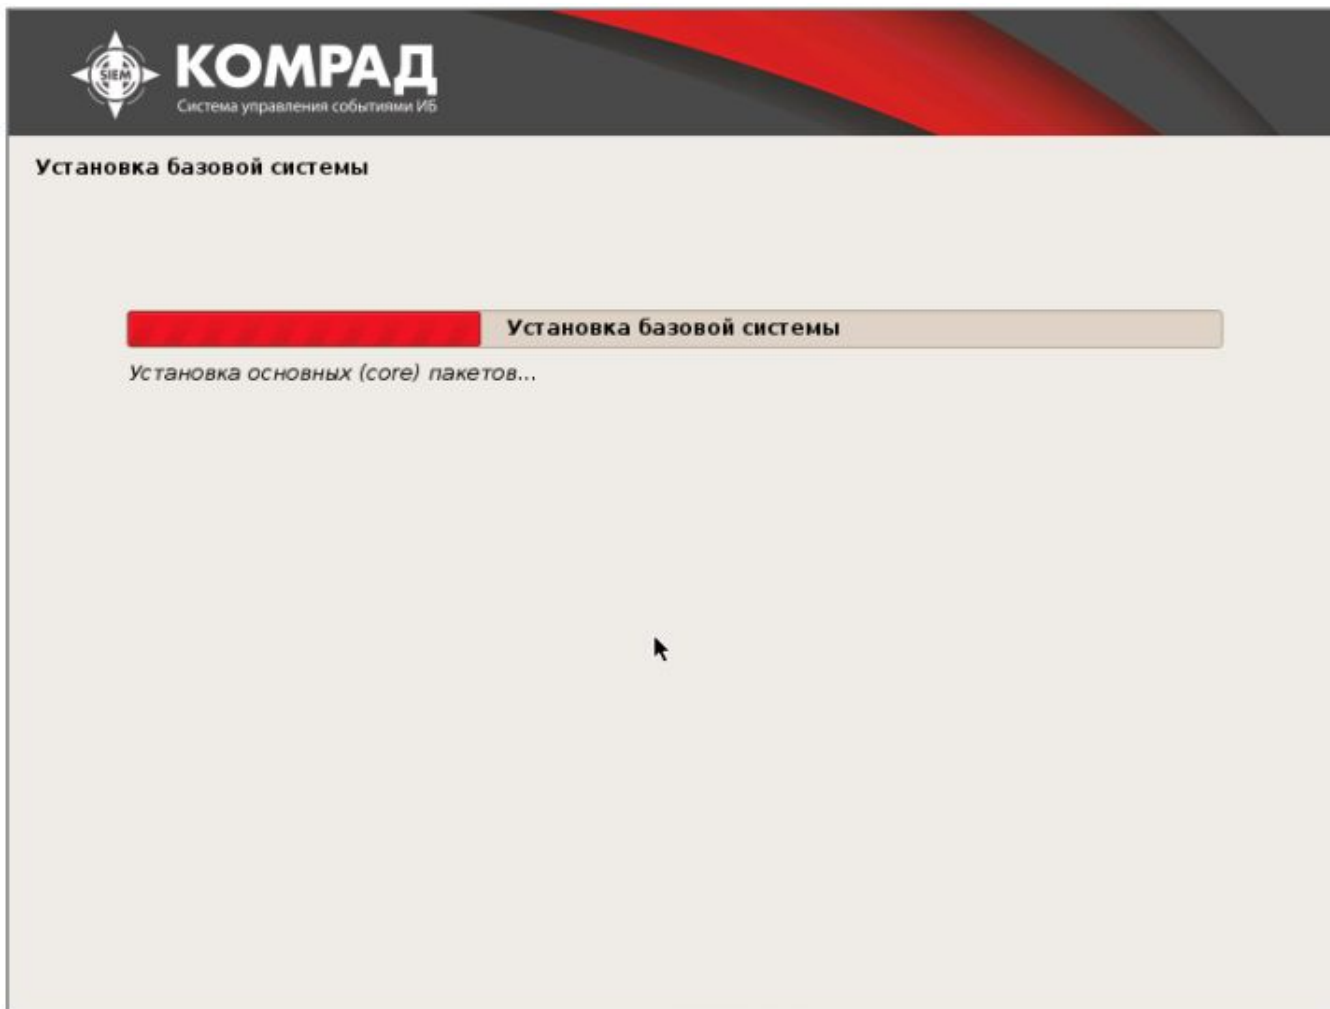 SIEM
КОМРАД
Система управления событиями ИБ
Установка базовой системы
Установка базовой системы
Установка основных (core) пакетов...